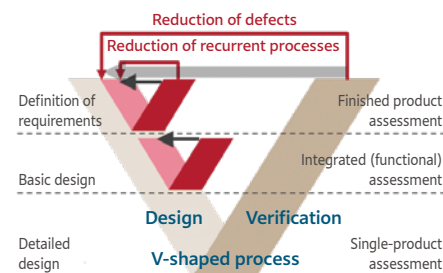 Reduction of defects
Reduction of recurrent processes
Definition of
requirements
Finished product
assessment
Basic design
Integrated (functional)
assessment
Design
Verification
Detailed
design
V-shaped process
Single-product
assessment